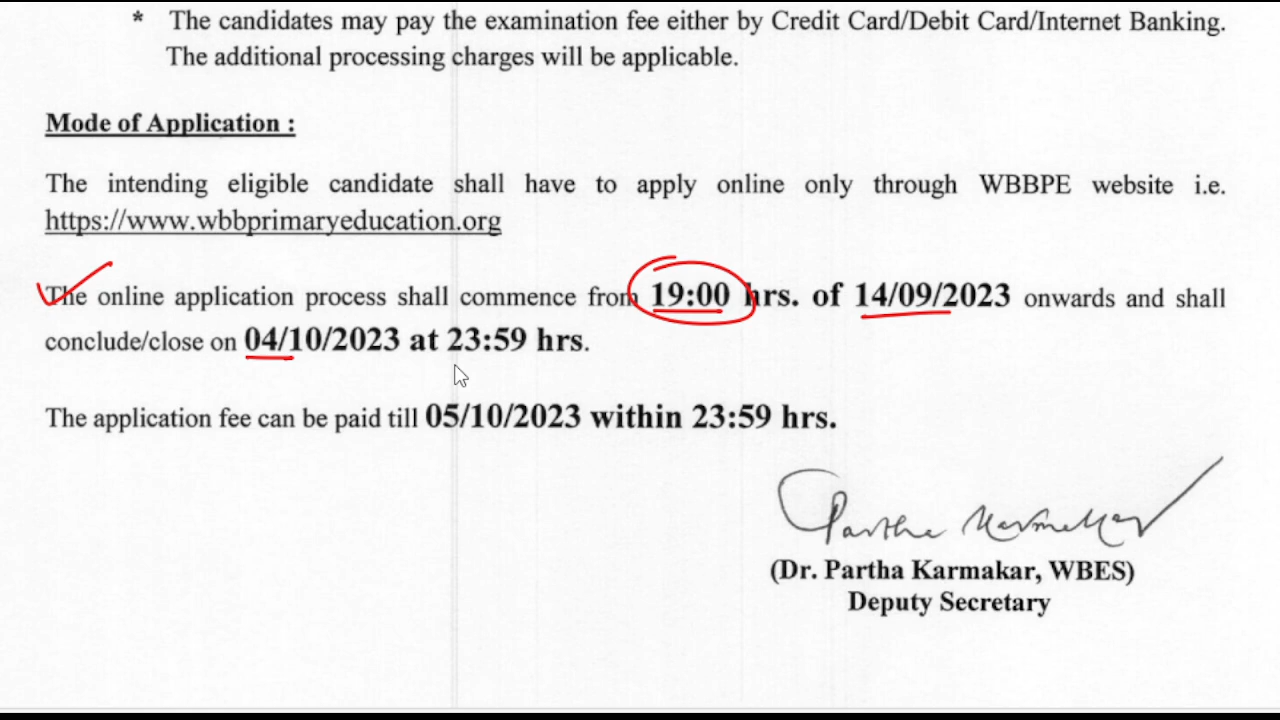 * The candidates may pay the examination fee either by Credit Card/Debit Card/Internet Banking.
The additional processing charges will be applicable.
Mode of Application :
The intending eligible candidate shall have to apply online only through WBBPE website i.e.
https://www.wbbprimaryeducation.org
The online application process shall commence from 19:00 hrs. of 14/09/2023 onwards and shall
conclude/close on 04/10/2023 at 23:59 hrs.
The application fee can be paid till 05/10/2023 within 23:59 hrs.
Partha Karmakar
(Dr. Partha Karmakar, WBES)
Deputy Secretary